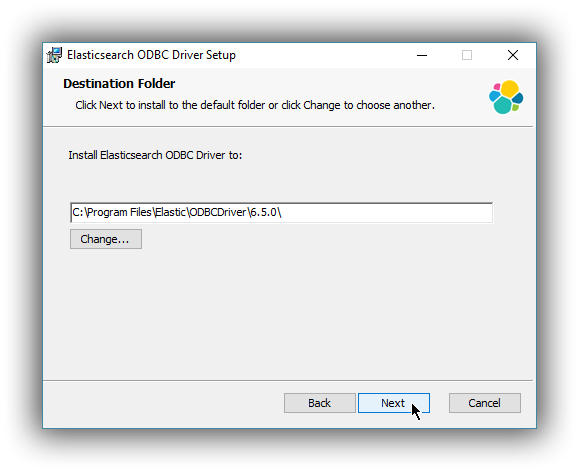 Elasticsearch ODBC Driver Setup
Destination Folder
Click Next to install to the default folder or click Change to choose another.
Install Elasticsearch ODBC Driver to:
C:\Program Files\Elastic\ODBCDriver\6.5.0\
Change...
Back Next Cancel